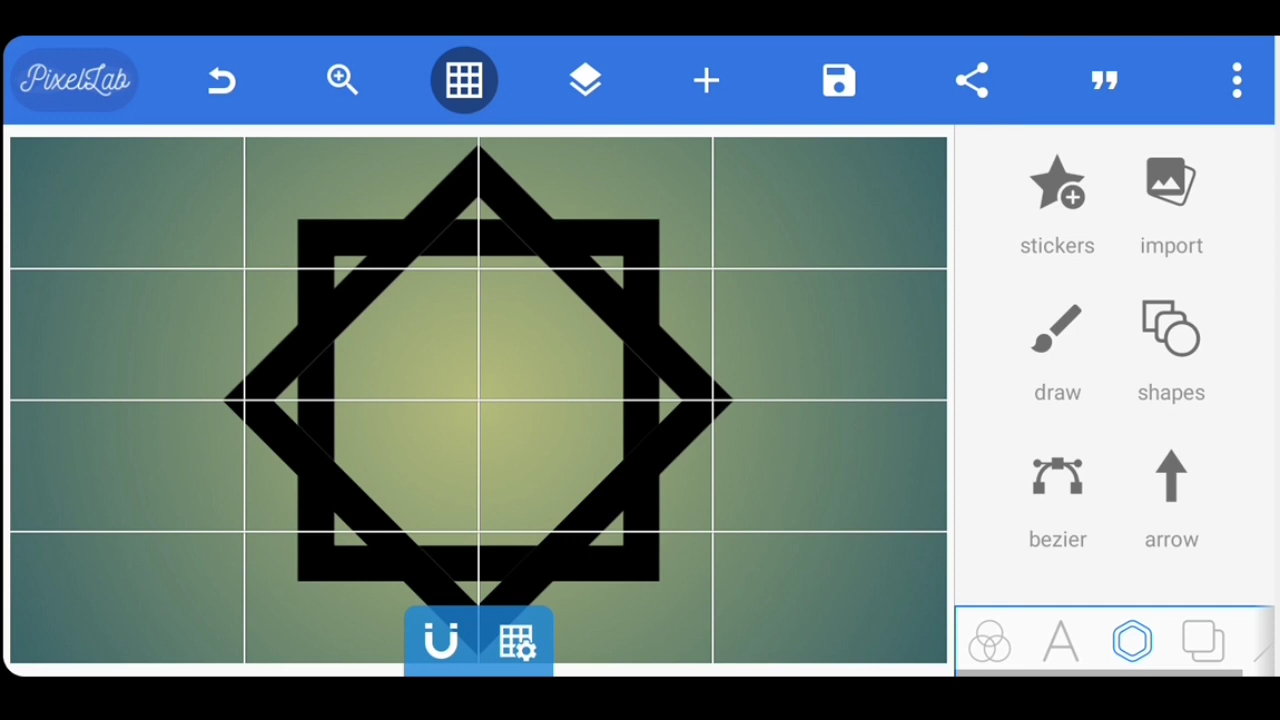 PixelLab
stickers
import
draw
shapes
bezier
arrow